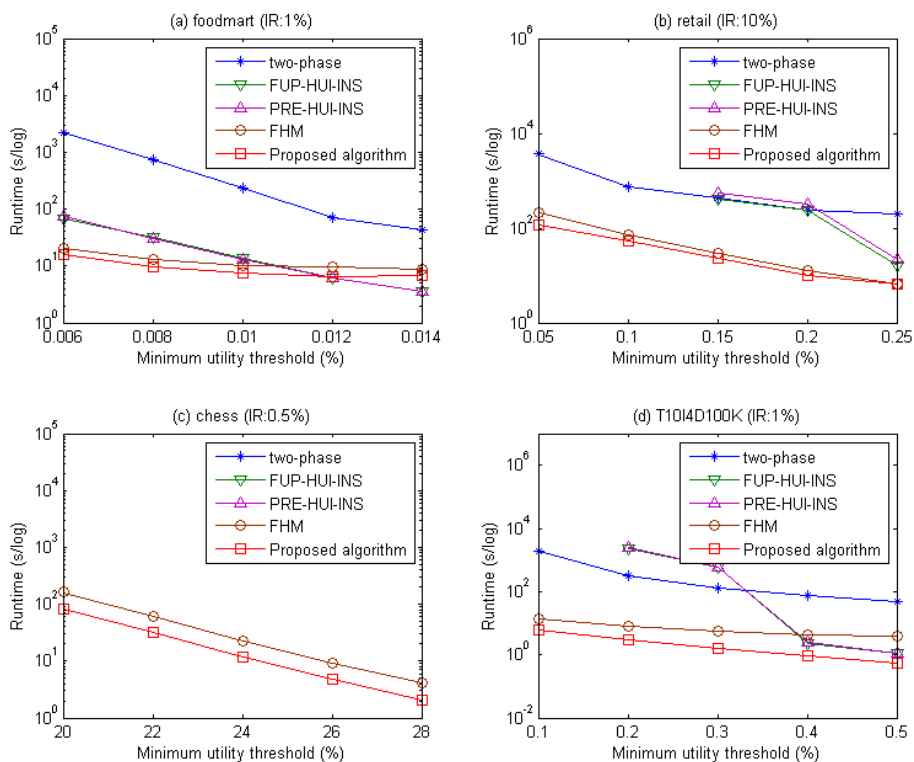 (a) foodmart (IR:1%)
10^5
10^4
10^3
10^2
10^1
10^0
Runtime (s/log)
two-phase
FUP-HUI-INS
PRE-HUI-INS
FHM
Proposed algorithm
0.006 0.008 0.01 0.012 0.014
Minimum utility threshold (%)
(b) retail (IR:10%)
10^6
10^4
10^2
10^0
Runtime (s/log)
two-phase
FUP-HUI-INS
PRE-HUI-INS
FHM
Proposed algorithm
0.05 0.1 0.15 0.2 0.25
Minimum utility threshold (%)
(c) chess (IR:0.5%)
10^5
10^4
10^3
10^2
10^1
10^0
Runtime (s/log)
two-phase
FUP-HUI-INS
PRE-HUI-INS
FHM
Proposed algorithm
20 22 24 26 28
Minimum utility threshold (%)
(d) T10I4D100K (IR:1%)
10^6
10^4
10^2
10^0
10^-2
Runtime (s/log)
two-phase
FUP-HUI-INS
PRE-HUI-INS
FHM
Proposed algorithm
0.1 0.2 0.3 0.4 0.5
Minimum utility threshold (%)